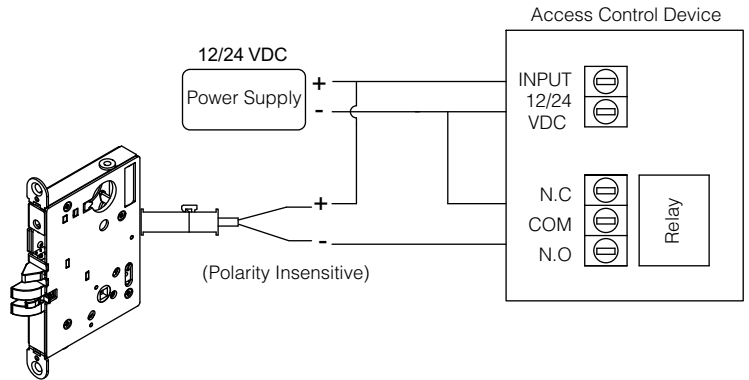 Access Control Device
12/24 VDC
Power Supply
+
-
INPUT
12/24
VDC
+
-
(Polarity Insensitive)
N.C
COM
N.O
Relay